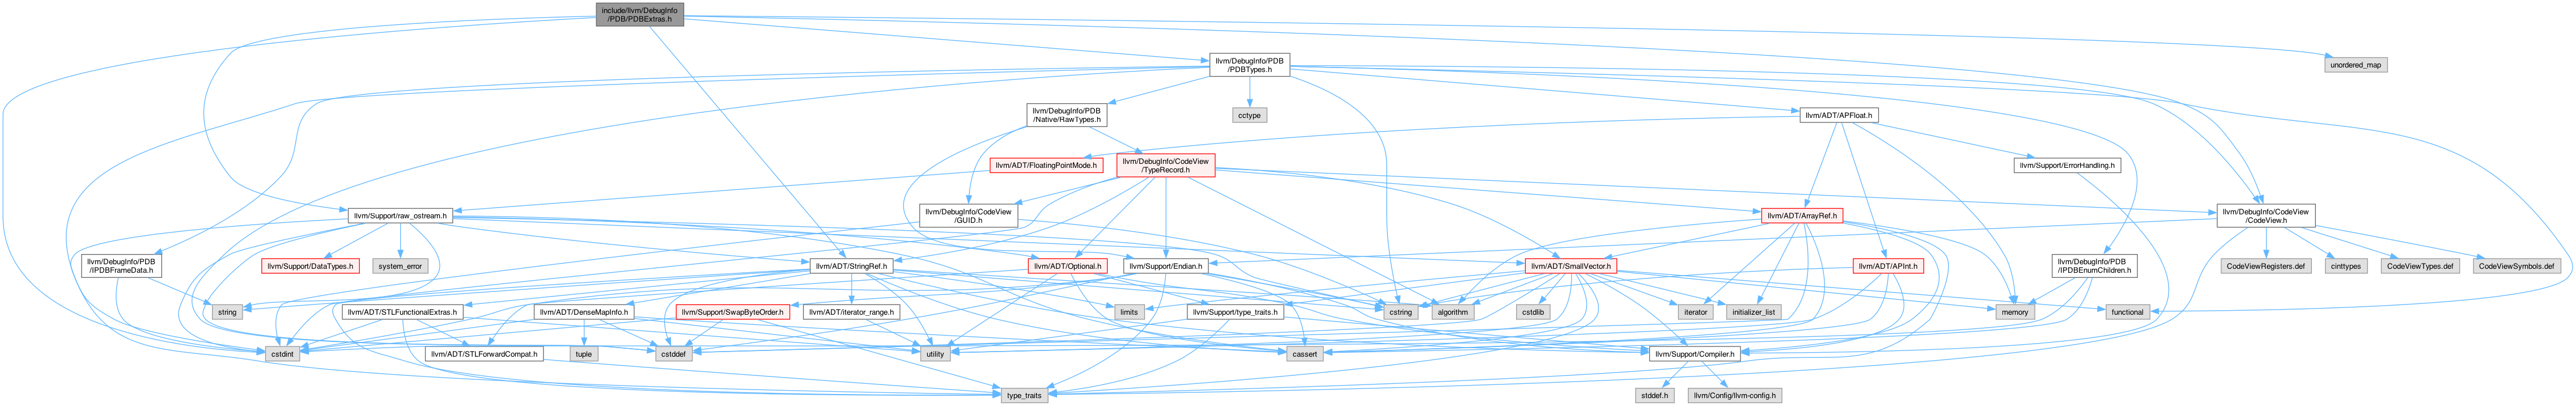 include/llvm/DebugInfo
/PDB/PDBExtras.h
llvm/DebugInfo/PDB
/PDBTypes.h
unordered_map
llvm/DebugInfo/PDB
/Native/RawTypes.h
cctype
llvm/ADT/APFloat.h
llvm/ADT/FloatingPointMode.h
llvm/DebugInfo/CodeView
/TypeRecord.h
llvm/Support/ErrorHandling.h
llvm/Support/raw_ostream.h
llvm/DebugInfo/CodeView
/GUID.h
llvm/ADT/ArrayRef.h
llvm/DebugInfo/CodeView
/CodeView.h
llvm/DebugInfo/PDB
/IPDBFrameData.h
llvm/Support/DataTypes.h
system_error
llvm/ADT/StringRef.h
llvm/ADT/Optional.h
llvm/Support/Endian.h
llvm/ADT/SmallVector.h
llvm/ADT/APInt.h
llvm/DebugInfo/PDB
/IPDBEnumChildren.h
CodeViewRegisters.def
cinttypes
CodeViewTypes.def
CodeViewSymbols.def
string
llvm/ADT/STLFunctionalExtras.h
llvm/ADT/DenseMapInfo.h
llvm/Support/SwapByteOrder.h
llvm/ADT/iterator_range.h
limits
llvm/Support/type_traits.h
cstring
algorithm
cstdlib
iterator
initializer_list
memory
functional
cstdint
llvm/ADT/STLForwardCompat.h
tuple
cstddef
utility
cassert
llvm/Support/Compiler.h
type_traits
stddef.h
llvm/Config/llvm-config.h